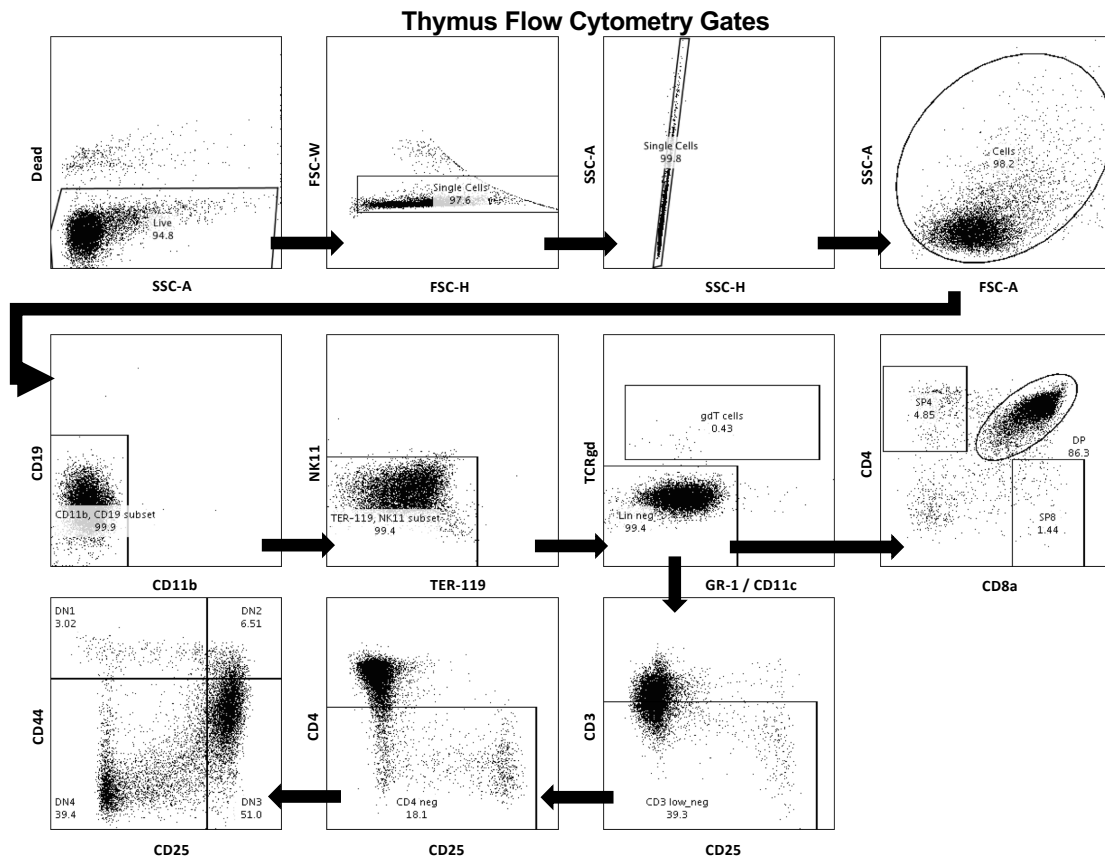 Thymus Flow Cytometry Gates
Dead
Live
94.8
SSC-A
FSC-W
Single Cells
97.6
FSC-H
SSC-A
Single Cells
99.8
SSC-H
SSC-A
Cells
98.2
FSC-A
CD19
CD11b, CD19 subset
99.9
CD11b
NK11
TER-119, NK11 subset
99.4
TER-119
TCRgd
gdT cells
0.43
Lin neg
99.4
GR-1 / CD11c
CD4
SP4
4.85
DP
86.3
SP8
1.44
CD8a
CD44
DN1
3.02
DN2
6.51
DN4
39.4
DN3
51.0
CD25
CD4
CD4 neg
18.1
CD25
CD3
CD3 low_neg
39.3
CD25